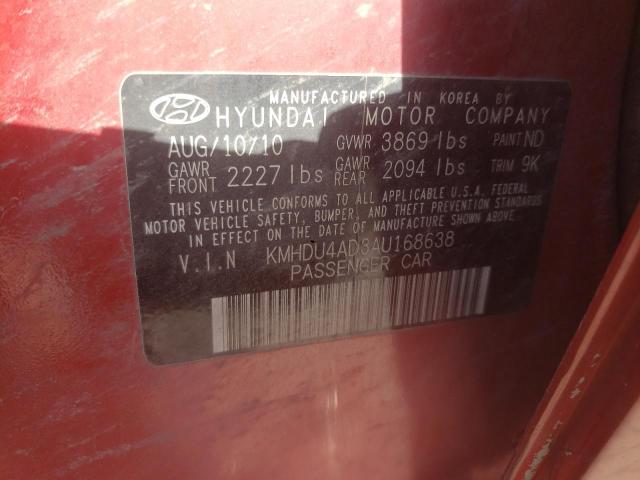 MANUFACTURED IN KOREA BY
HYUNDAI MOTOR COMPANY
AUG/10/10 GVWR 3869 lbs PAINT ND
GAWR FRONT 2227 lbs GAWR REAR 2094 lbs TRIM 9K
THIS VEHICLE CONFORMS TO ALL APPLICABLE U.S.A. FEDERAL
MOTOR VEHICLE SAFETY, BUMPER, AND THEFT PREVENTION STANDARDS
IN EFFECT ON THE DATE OF MANUFACTURE SHOWN ABOVE.
V.I.N KMHDU4AD3AU168638
PASSENGER CAR